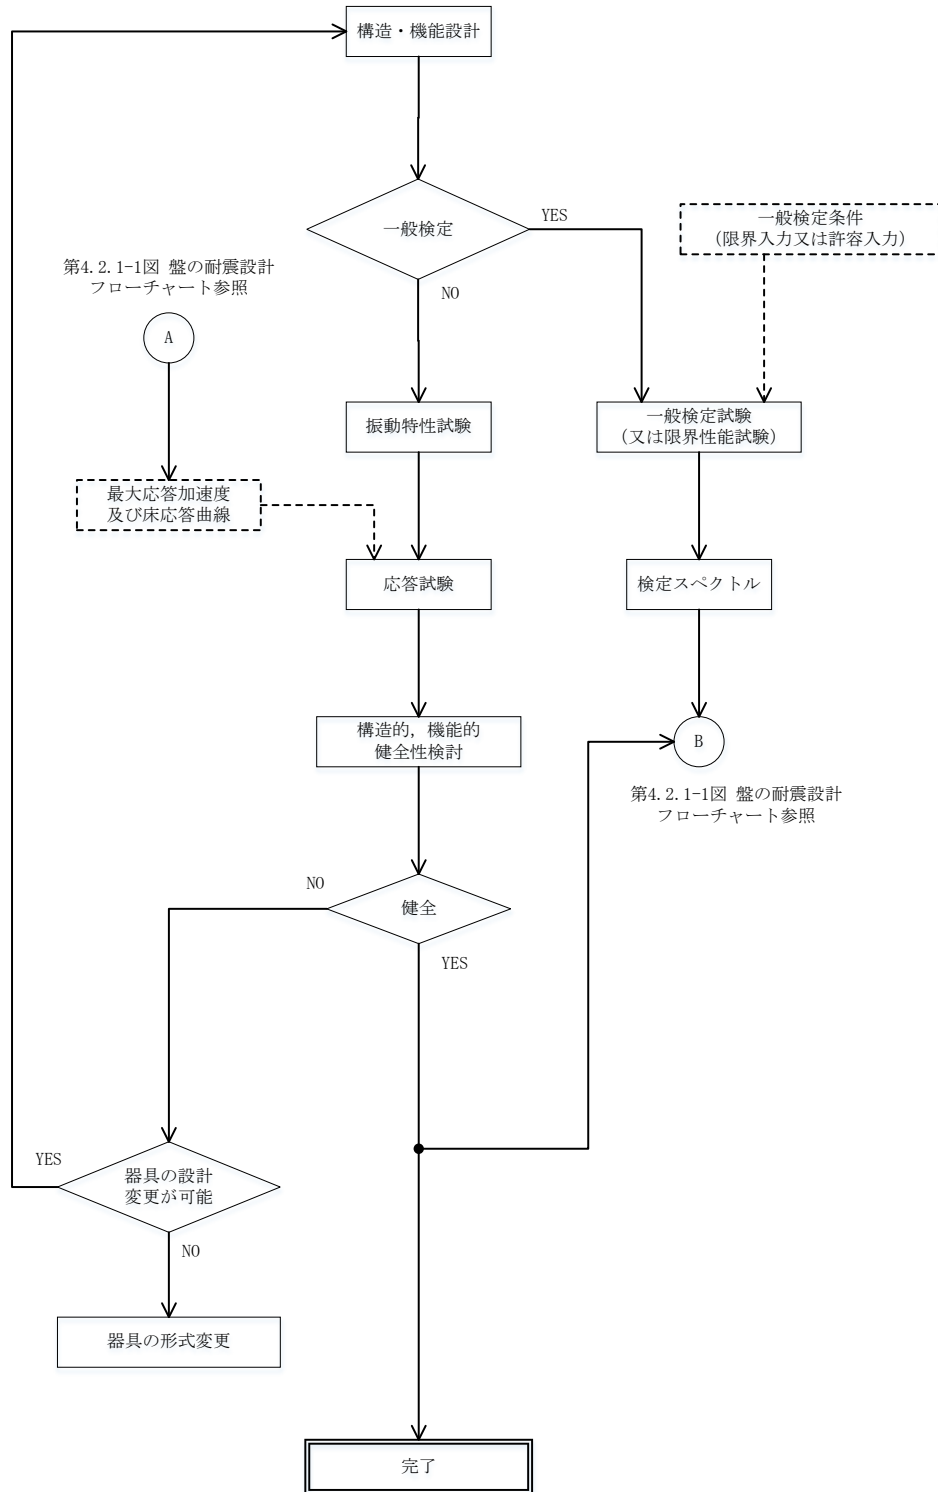 構造・機能設計
一般検定
YES
NO
一般検定条件
(限界入力又は許容入力)
第4.2.1-1図 盤の耐震設計
フローチャート参照
A
振動特性試験
一般検定試験
(又は限界性能試験)
最大応答加速度
及び床応答曲線
応答試験
検定スペクトル
構造的，機能的
健全性検討
B
第4.2.1-1図 盤の耐震設計
フローチャート参照
NO
健全
YES
YES
器具の設計
変更が可能
NO
器具の形式変更
完了